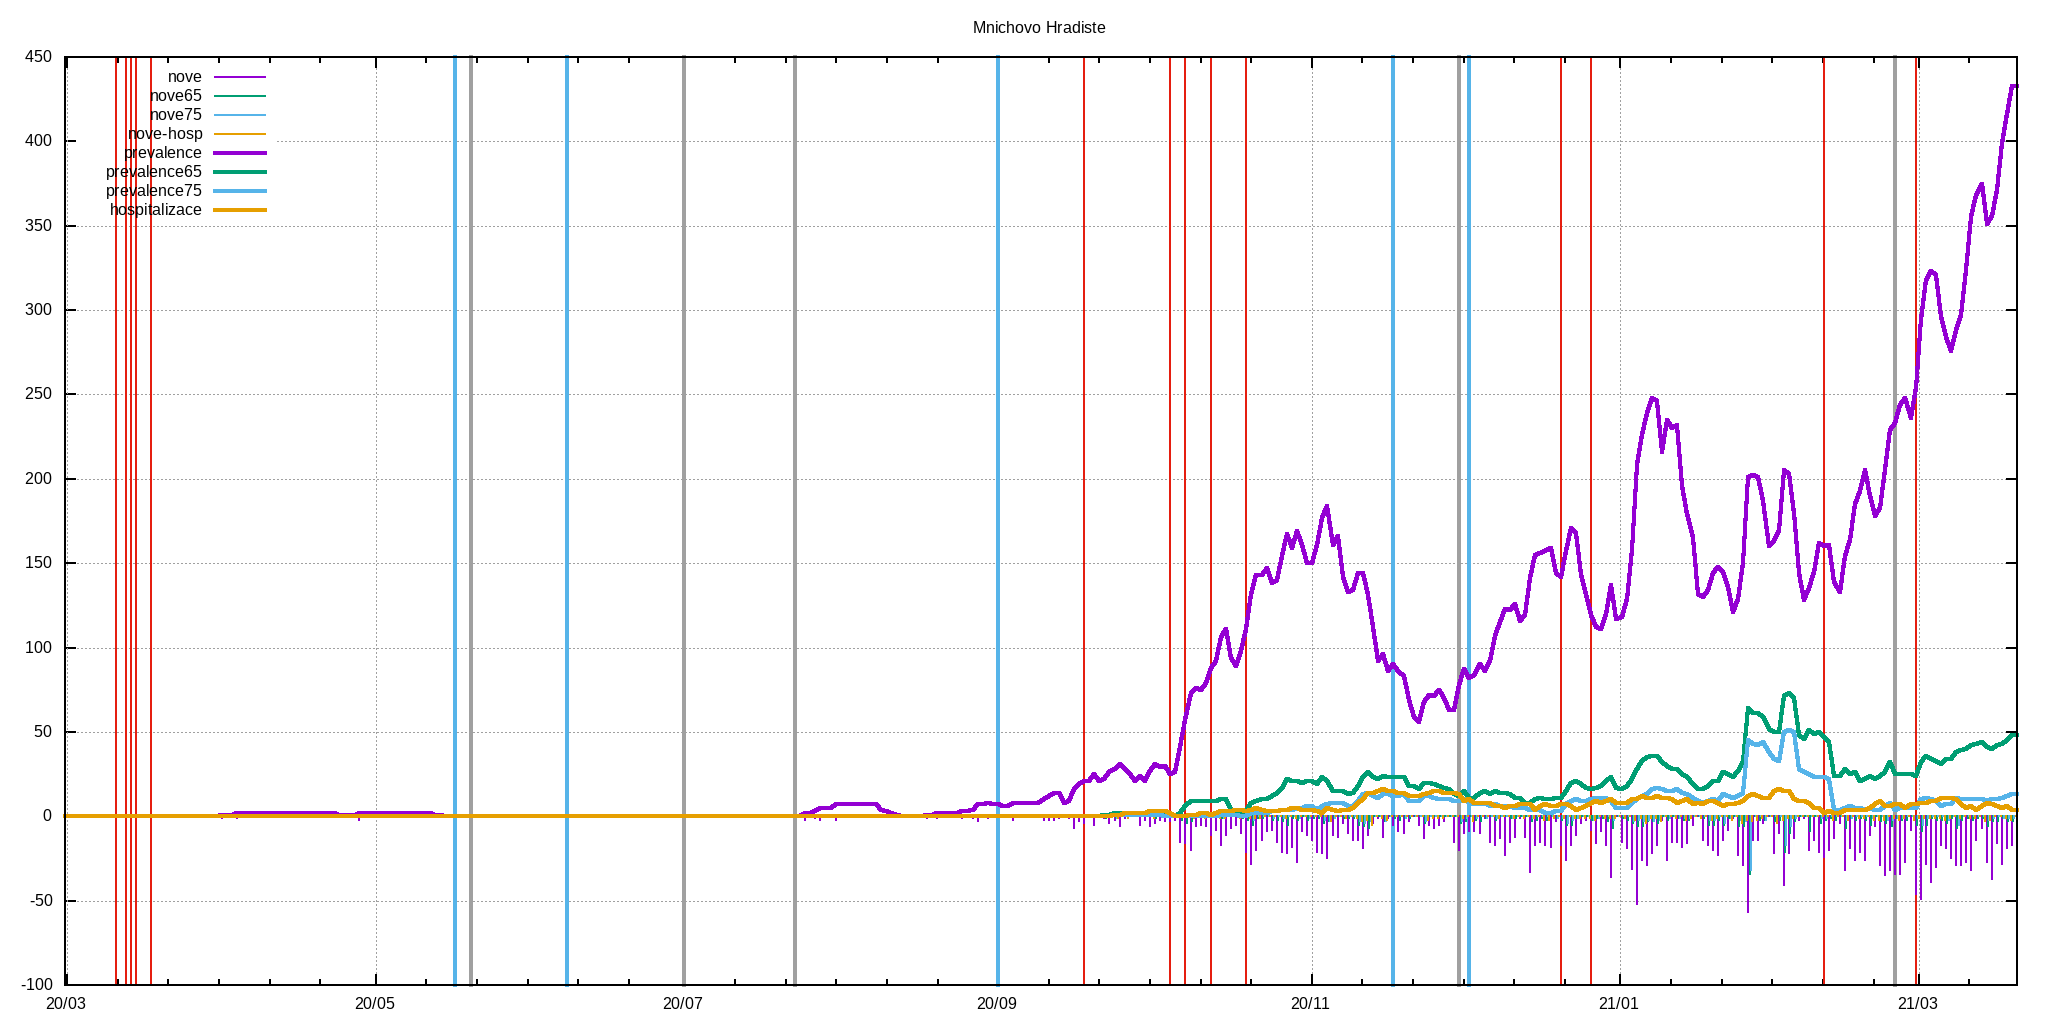 Mnichovo Hradiste
450
400
350
300
250
200
150
100
50
0
-50
-100
nove
nove65
nove75
nove-hosp
prevalence
prevalence65
prevalence75
hospitalizace
20/03 20/05 20/07 20/09 20/11 21/01 21/03